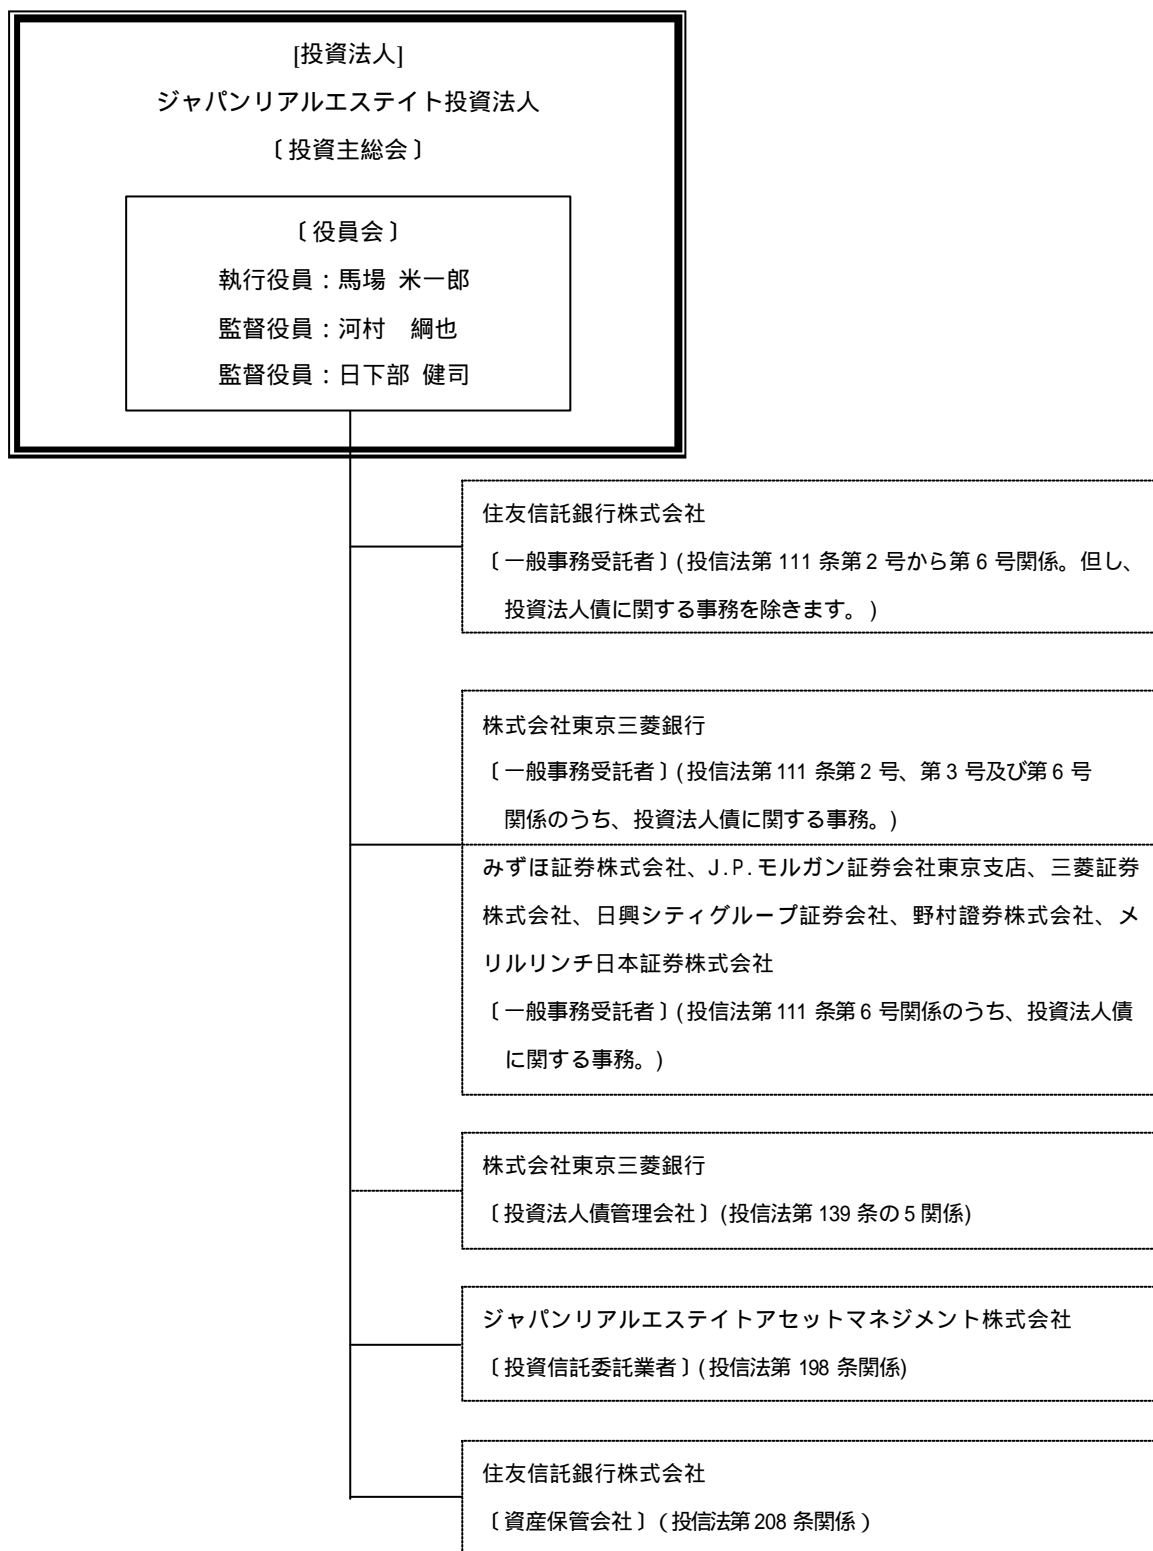 [投資法人]
ジャパンリアルエステイト投資法人
〔投資主総会〕
〔役員会〕
執行役員：馬場 米一郎
監督役員：河村　綱也
監督役員：日下部 健司
住友信託銀行株式会社
〔一般事務受託者〕(投信法第 111 条第 2 号から第 6 号関係。但し、
投資法人債に関する事務を除きます。)
株式会社東京三菱銀行
〔一般事務受託者〕(投信法第 111 条第 2 号、第 3 号及び第 6 号
関係のうち、投資法人債に関する事務。)
みずほ証券株式会社、J.P.モルガン証券会社東京支店、三菱証券
株式会社、日興シティグループ証券会社、野村證券株式会社、メ
リルリンチ日本証券株式会社
〔一般事務受託者〕(投信法第 111 条第 6 号関係のうち、投資法人債
に関する事務。)
株式会社東京三菱銀行
〔投資法人債管理会社〕(投信法第 139 条の 5 関係)
ジャパンリアルエステイトアセットマネジメント株式会社
〔投資信託委託業者〕(投信法第 198 条関係)
住友信託銀行株式会社
〔資産保管会社〕(投信法第 208 条関係)